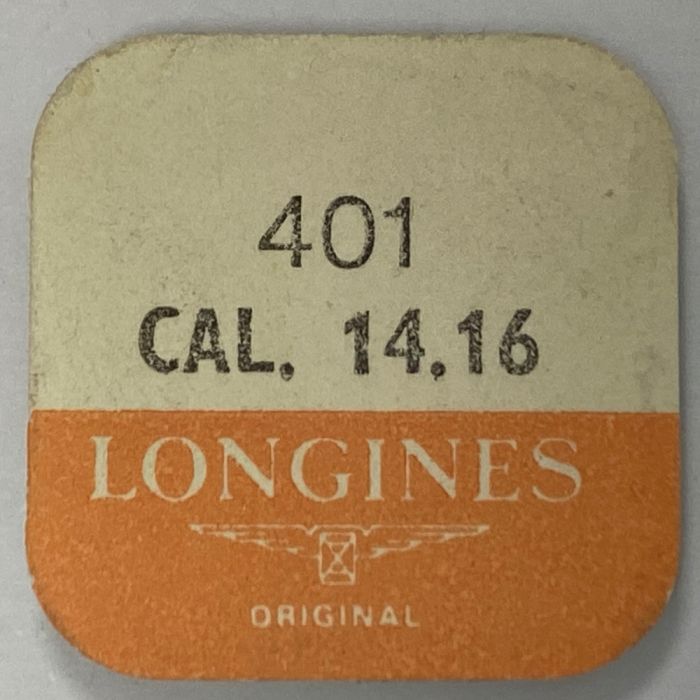 401
CAL. 14.16
LONGINES
ORIGINAL